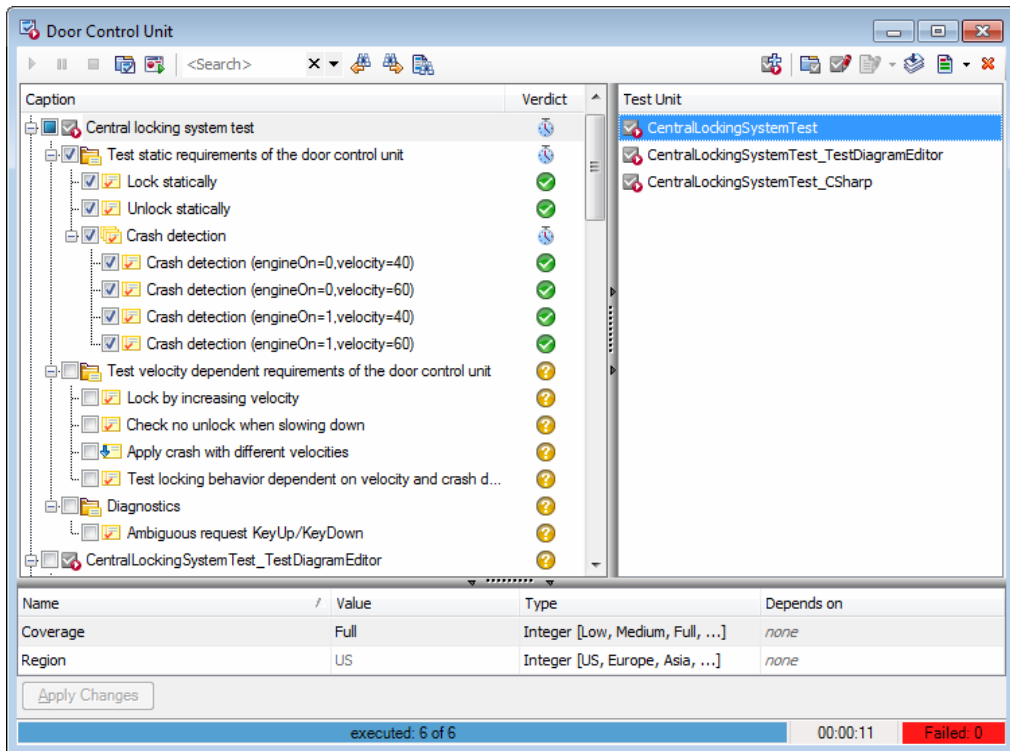 Door Control Unit
<Search>
Caption Verdict
Central locking system test
Test static requirements of the door control unit
Lock statically
Unlock statically
Crash detection
Crash detection (engineOn=0,velocity=40)
Crash detection (engineOn=0,velocity=60)
Crash detection (engineOn=1,velocity=40)
Crash detection (engineOn=1,velocity=60)
Test velocity dependent requirements of the door control unit
Lock by increasing velocity
Check no unlock when slowing down
Apply crash with different velocities
Test locking behavior dependent on velocity and crash d...
Diagnostics
Ambiguous request KeyUp/KeyDown
CentralLockingSystemTest_TestDiagramEditor
Test Unit
CentralLockingSystemTest
CentralLockingSystemTest_TestDiagramEditor
CentralLockingSystemTest_CSharp
Name Value Type Depends on
Coverage Full Integer [Low, Medium, Full, ...] none
Region US Integer [US, Europe, Asia, ...] none
Apply Changes
executed: 6 of 6 00:00:11 Failed: 0